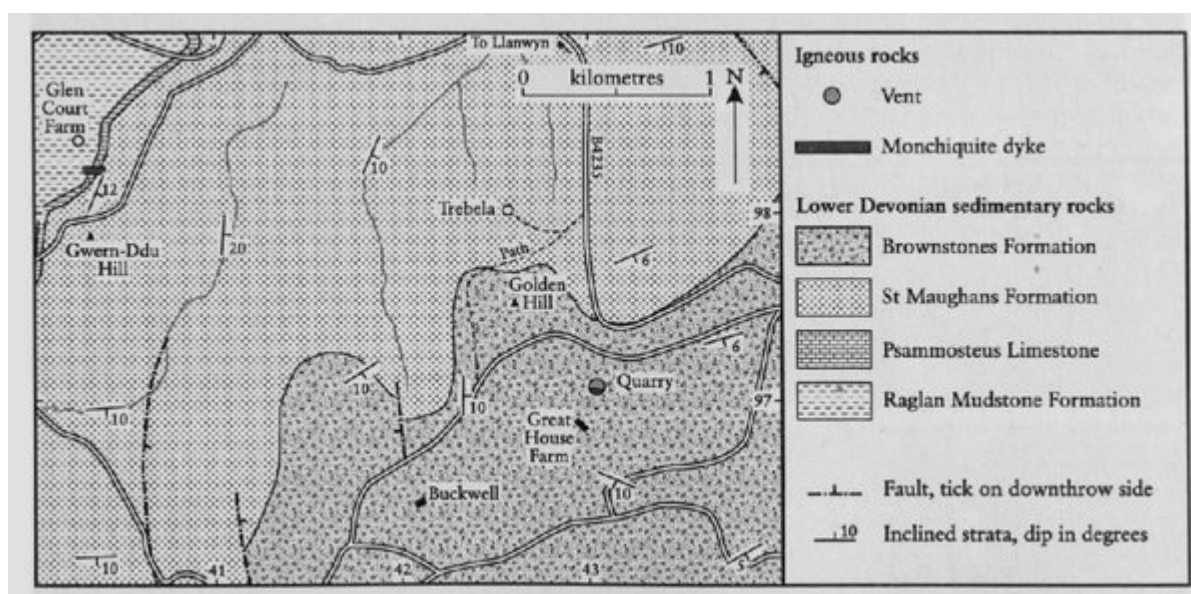 To Llanwyn
10
0 kilometres 1
N
Glen
Court
Farm
B4235
10
12
Trebela
98
Gwern-Ddu
Hill
20
Path
6
Golden
Hill
6
10
Quarry
10
97
10
Great
House
Farm
Buckwell
10
10
5
41
42
43
Igneous rocks
Vent
Monchiquite dyke
Lower Devonian sedimentary rocks
Brownstones Formation
St Maughans Formation
Psammosteus Limestone
Raglan Mudstone Formation
Fault, tick on downthrow side
10 Inclined strata, dip in degrees